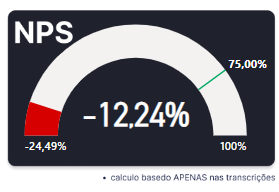 NPS
75,00%
-12,24%
-24,49%
100%
• calculo basedo APENAS nas transcrições